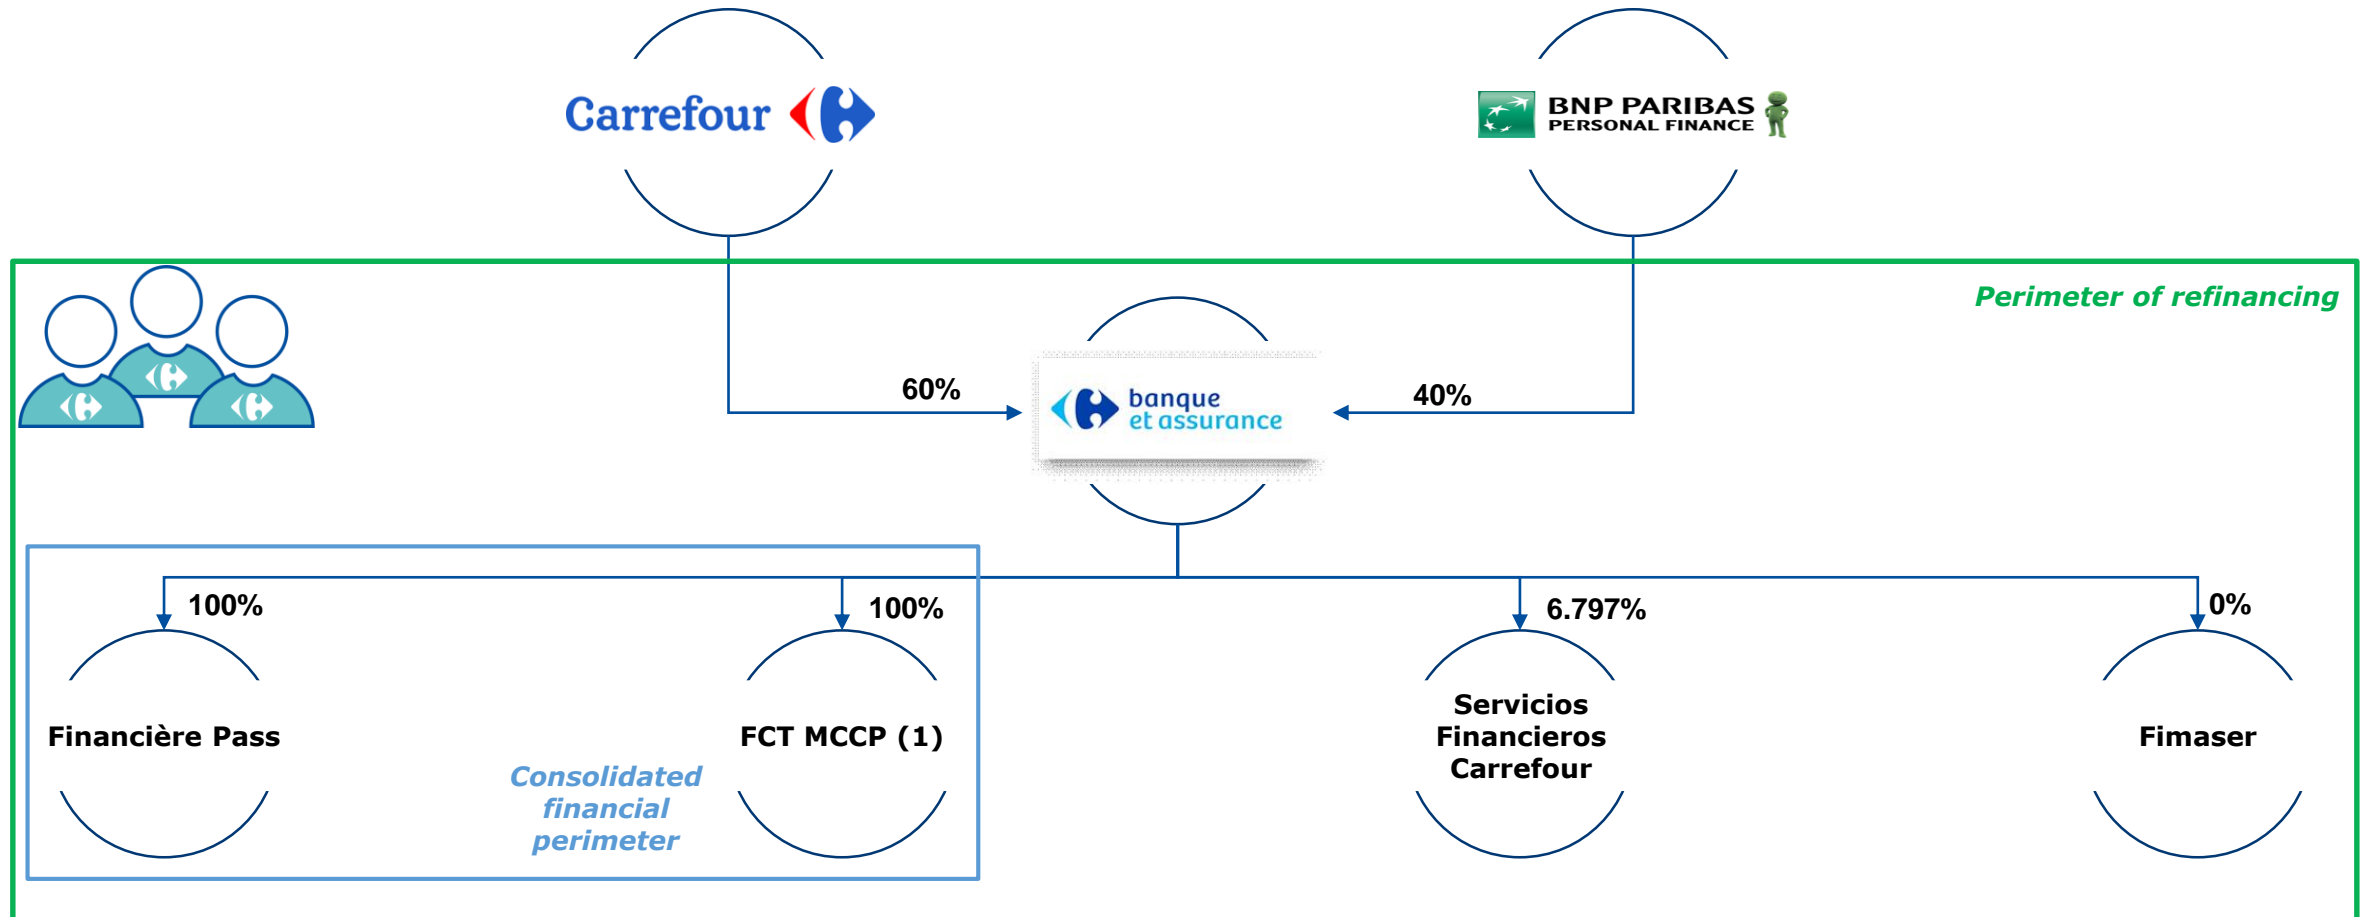 Carrefour
BNP PARIBAS
PERSONAL FINANCE
Perimeter of refinancing
60%
banque
et assurance
40%
100%
100%
6.797%
0%
Financière Pass
FCT MCCP (1)
Servicios
Financieros
Carrefour
Fimaser
Consolidated
financial
perimeter